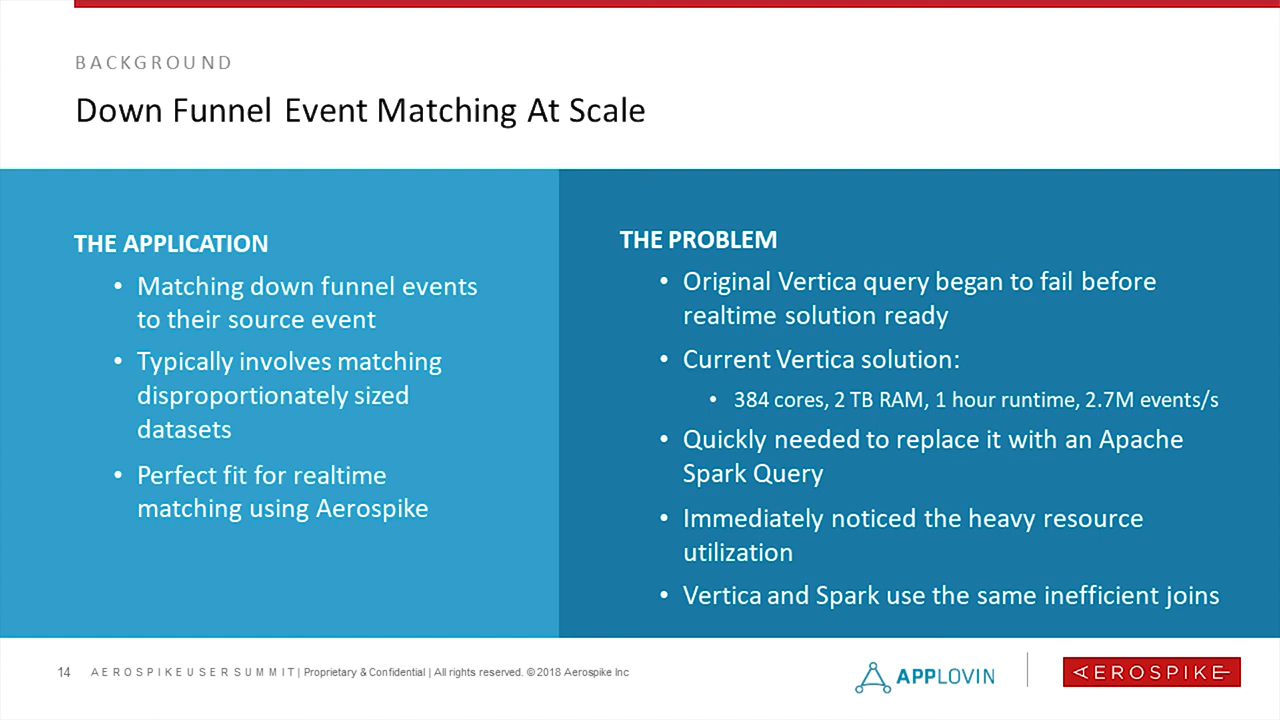 BACKGROUND
Down Funnel Event Matching At Scale
THE APPLICATION
• Matching down funnel events
to their source event
• Typically involves matching
disproportionately sized
datasets
• Perfect fit for realtime
matching using Aerospike
THE PROBLEM
• Original Vertica query began to fail before
realtime solution ready
• Current Vertica solution:
• 384 cores, 2 TB RAM, 1 hour runtime, 2.7M events/s
• Quickly needed to replace it with an Apache
Spark Query
• Immediately noticed the heavy resource
utilization
• Vertica and Spark use the same inefficient joins
14 AEROSPIKE USER SUMMIT | Proprietary & Confidential | All rights reserved. © 2018 Aerospike Inc
APPLOVIN
AEROSPIKE